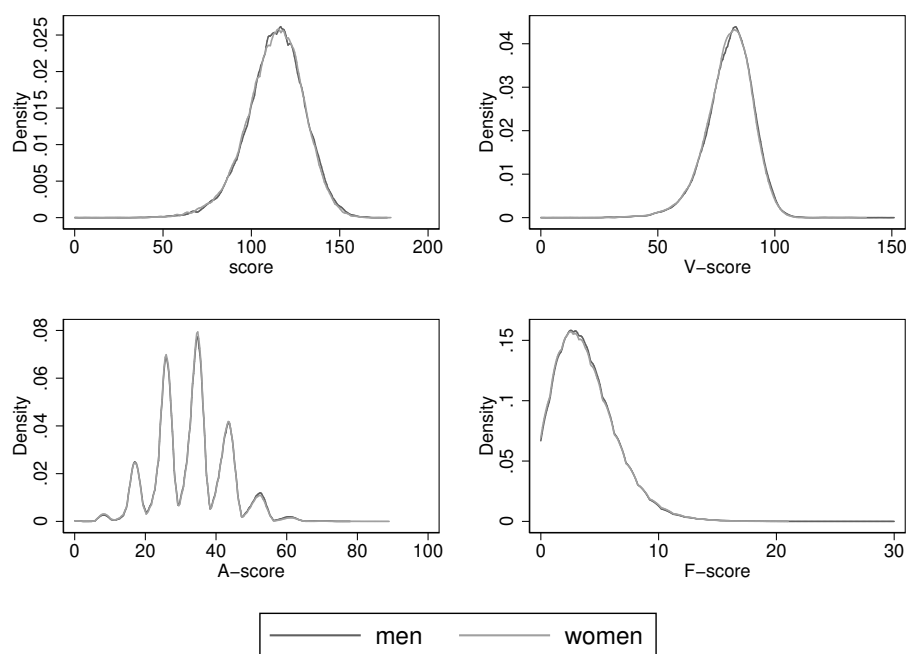 Density
0 .005 .01 .015 .02 .025
0 50 100 150 200
score
Density
0 .01 .02 .03 .04
0 50 100 150
V−score
Density
0 .02 .04 .06 .08
0 20 40 60 80 100
A−score
Density
0 .05 .1 .15
0 10 20 30
F−score
men women